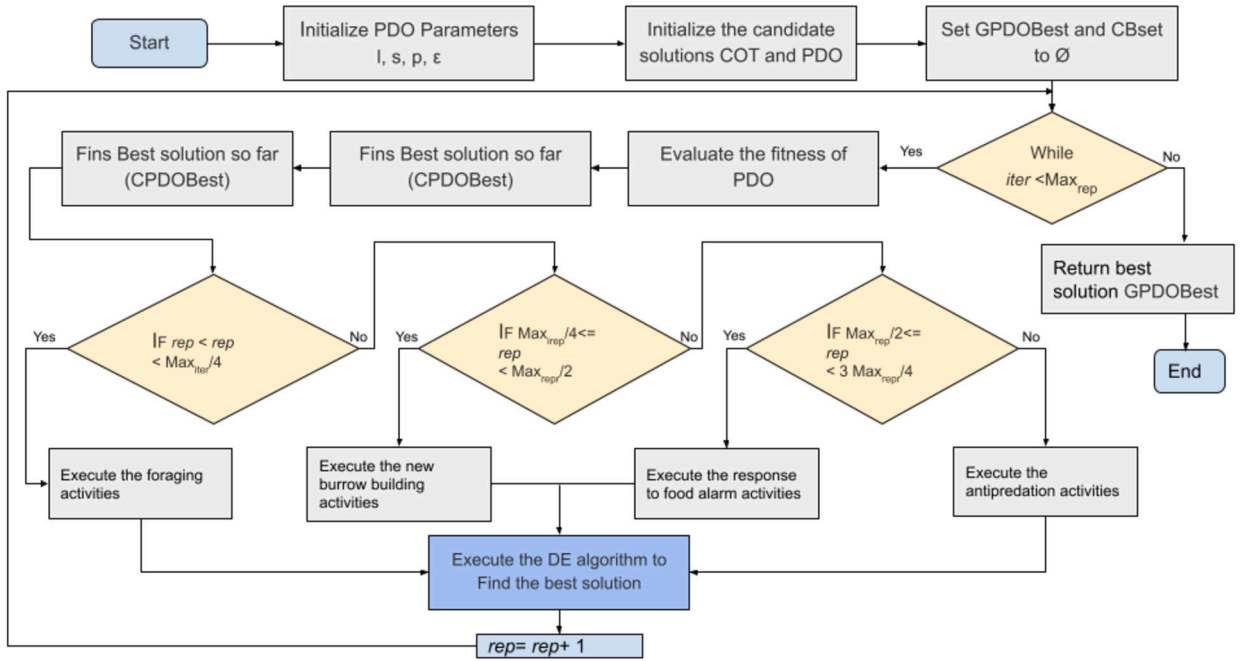 Start
Initialize PDO Parameters
l, s, p, ε
Initialize the candidate
solutions COT and PDO
Set GPDOBest and CBset
to Ø
Fins Best solution so far
(CPDOBest)
Fins Best solution so far
(CPDOBest)
Evaluate the fitness of
PDO
Yes
While
iter <Max_rep
No
Return best
solution GPDOBest
End
Yes
IF rep < rep
< Max_iter/4
No
Yes
IF Max_irep/4<=
rep
< Max_repr/2
No
Yes
IF Max_rep/2<=
rep
< 3 Max_repr/4
No
Execute the foraging
activities
Execute the new
burrow building
activities
Execute the response
to food alarm activities
Execute the
antipredation activities
Execute the DE algorithm to
Find the best solution
rep= rep+ 1